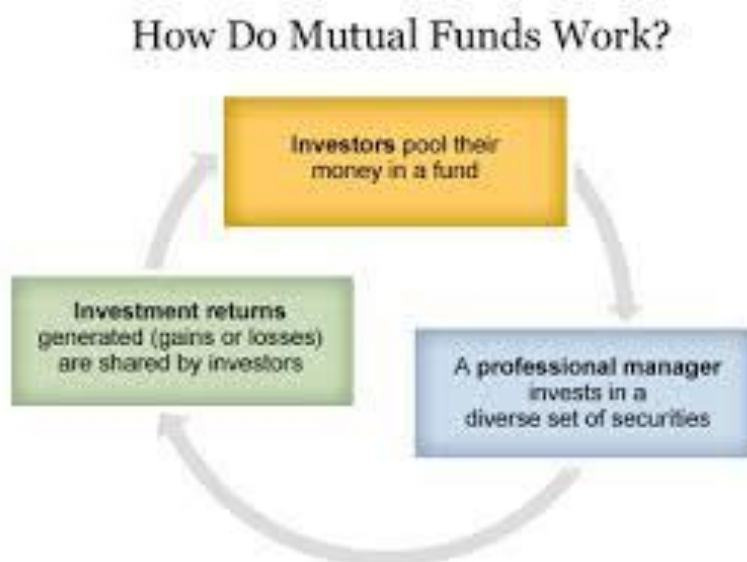 How Do Mutual Funds Work?
Investors pool their
money in a fund
A professional manager
invests in a
diverse set of securities
Investment returns
generated (gains or losses)
are shared by investors